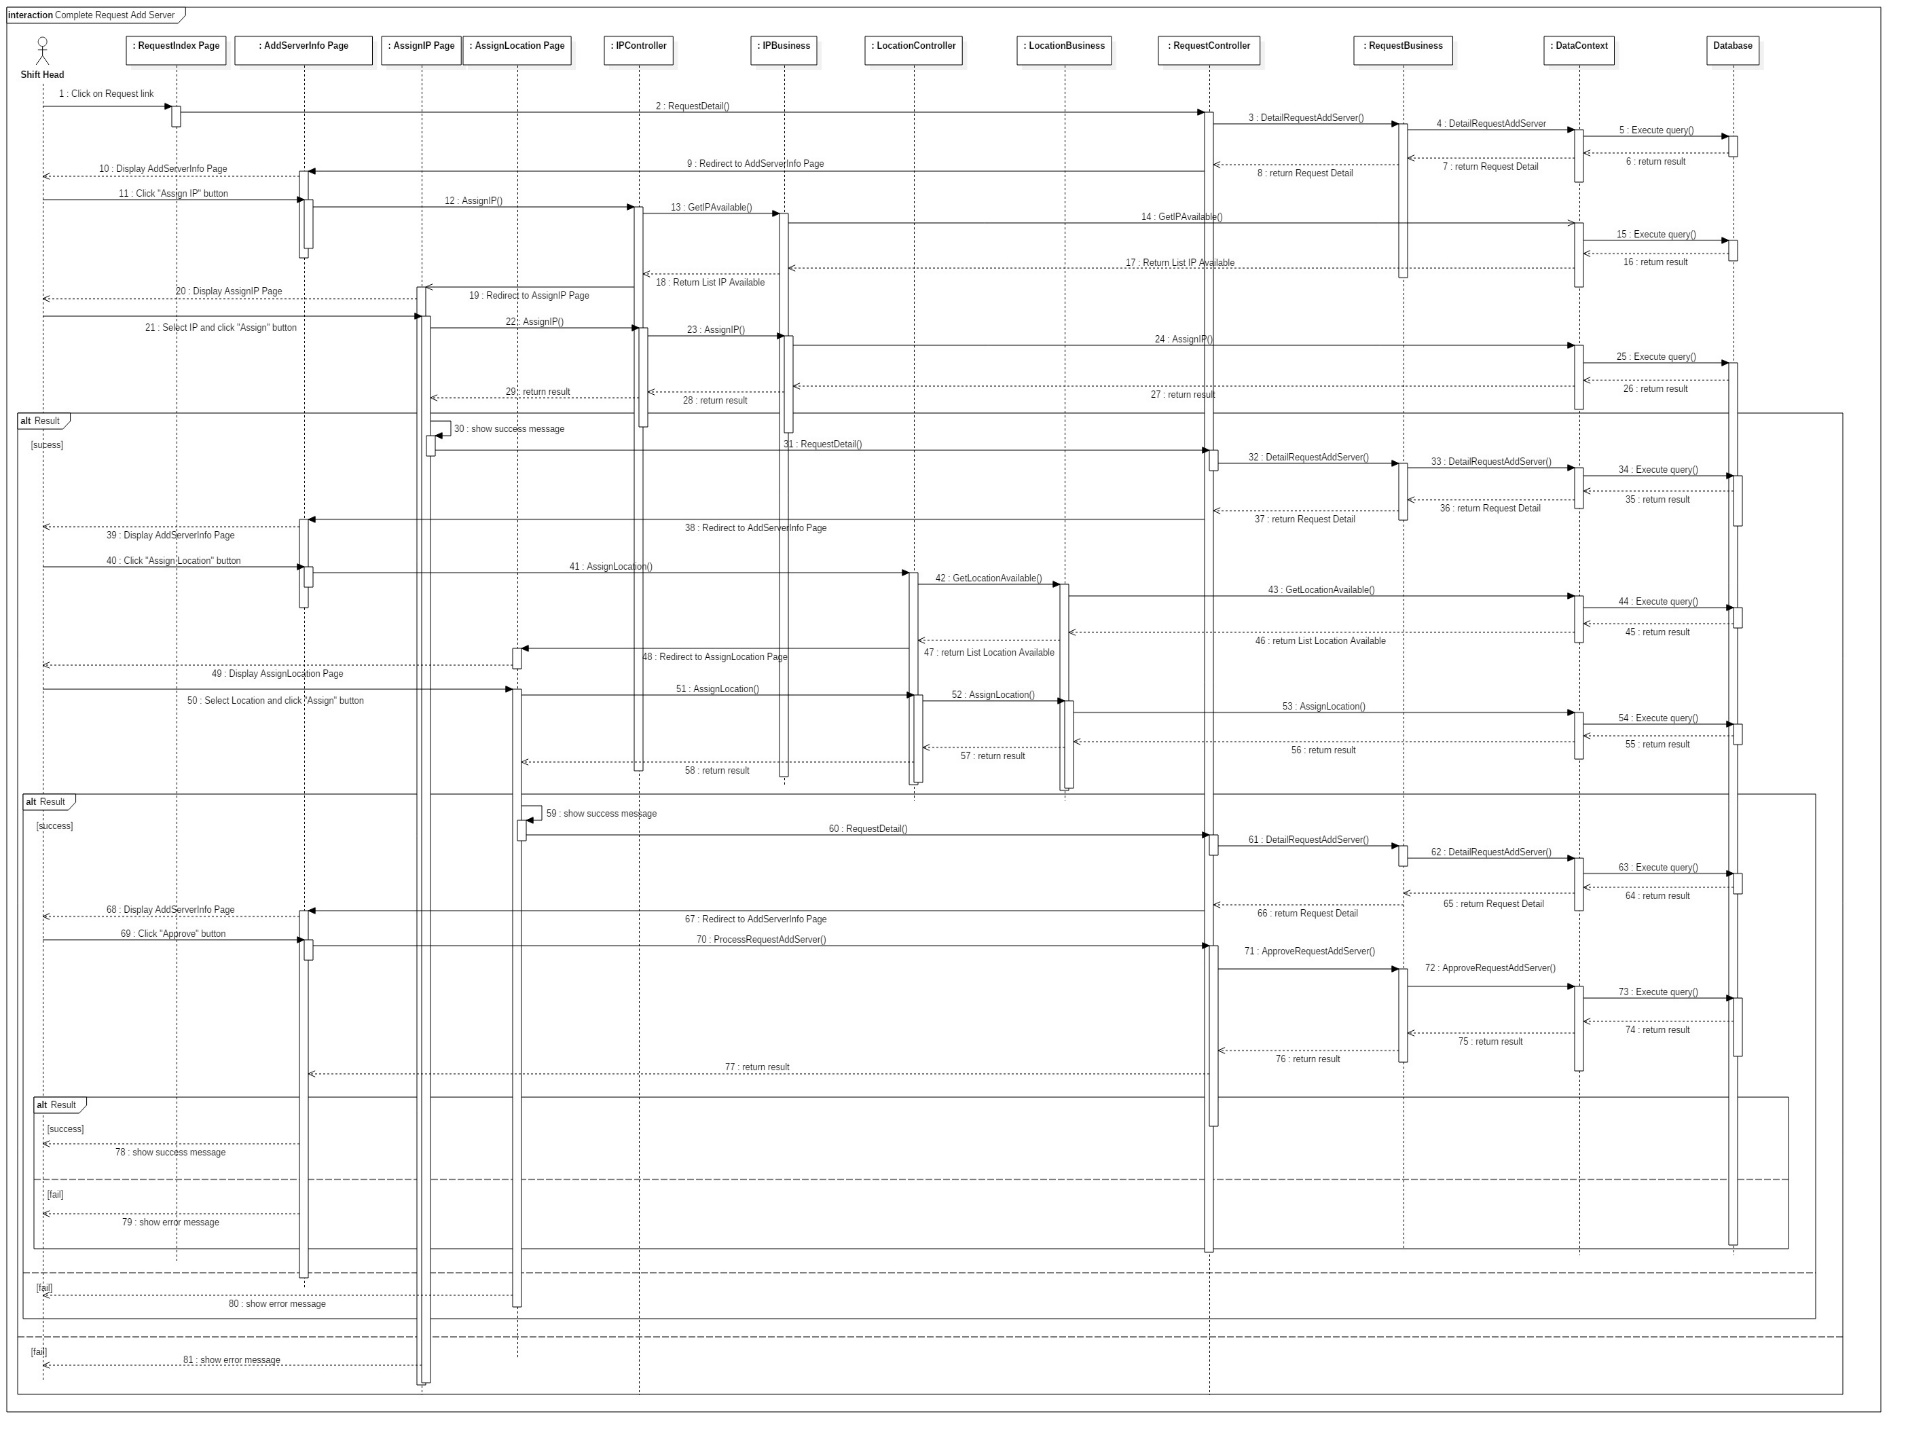 interaction Complete Request Add Server
Shift Head
: RequestIndex Page
: AddServerInfo Page
: AssignIP Page
: AssignLocation Page
: IPController
: IPBusiness
: LocationController
: LocationBusiness
: RequestController
: RequestBusiness
: DataContext
Database
1 : Click on Request link
2 : RequestDetail()
3 : DetailRequestAddServer()
4 : DetailRequestAddServer
5 : Execute query()
6 : return result
7 : return Request Detail
8 : return Request Detail
9 : Redirect to AddServerInfo Page
10 : Display AddServerInfo Page
11 : Click "Assign IP" button
12 : AssignIP()
13 : GetIPAvailable()
14 : GetIPAvailable()
15 : Execute query()
16 : return result
17 : Return List IP Available
18 : Return List IP Available
19 : Redirect to AssignIP Page
20 : Display AssignIP Page
21 : Select IP and click "Assign" button
22 : AssignIP()
23 : AssignIP()
24 : AssignIP()
25 : Execute query()
26 : return result
27 : return result
28 : return result
29 : return result
alt Result
[sucess]
30 : show success message
31 : RequestDetail()
32 : DetailRequestAddServer()
33 : DetailRequestAddServer()
34 : Execute query()
35 : return result
36 : return Request Detail
37 : return Request Detail
38 : Redirect to AddServerInfo Page
39 : Display AddServerInfo Page
40 : Click "Assign Location" button
41 : AssignLocation()
42 : GetLocationAvailable()
43 : GetLocationAvailable()
44 : Execute query()
45 : return result
46 : return List Location Available
47 : return List Location Available
48 : Redirect to AssignLocation Page
49 : Display AssignLocation Page
50 : Select Location and click "Assign" button
51 : AssignLocation()
52 : AssignLocation()
53 : AssignLocation()
54 : Execute query()
55 : return result
56 : return result
57 : return result
58 : return result
alt Result
[success]
59 : show success message
60 : RequestDetail()
61 : DetailRequestAddServer()
62 : DetailRequestAddServer()
63 : Execute query()
64 : return result
65 : return Request Detail
66 : return Request Detail
67 : Redirect to AddServerInfo Page
68 : Display AddServerInfo Page
69 : Click "Approve" button
70 : ProcessRequestAddServer()
71 : ApproveRequestAddServer()
72 : ApproveRequestAddServer()
73 : Execute query()
74 : return result
75 : return result
76 : return result
77 : return result
alt Result
[success]
78 : show success message
[fail]
79 : show error message
[fail]
80 : show error message
[fail]
81 : show error message